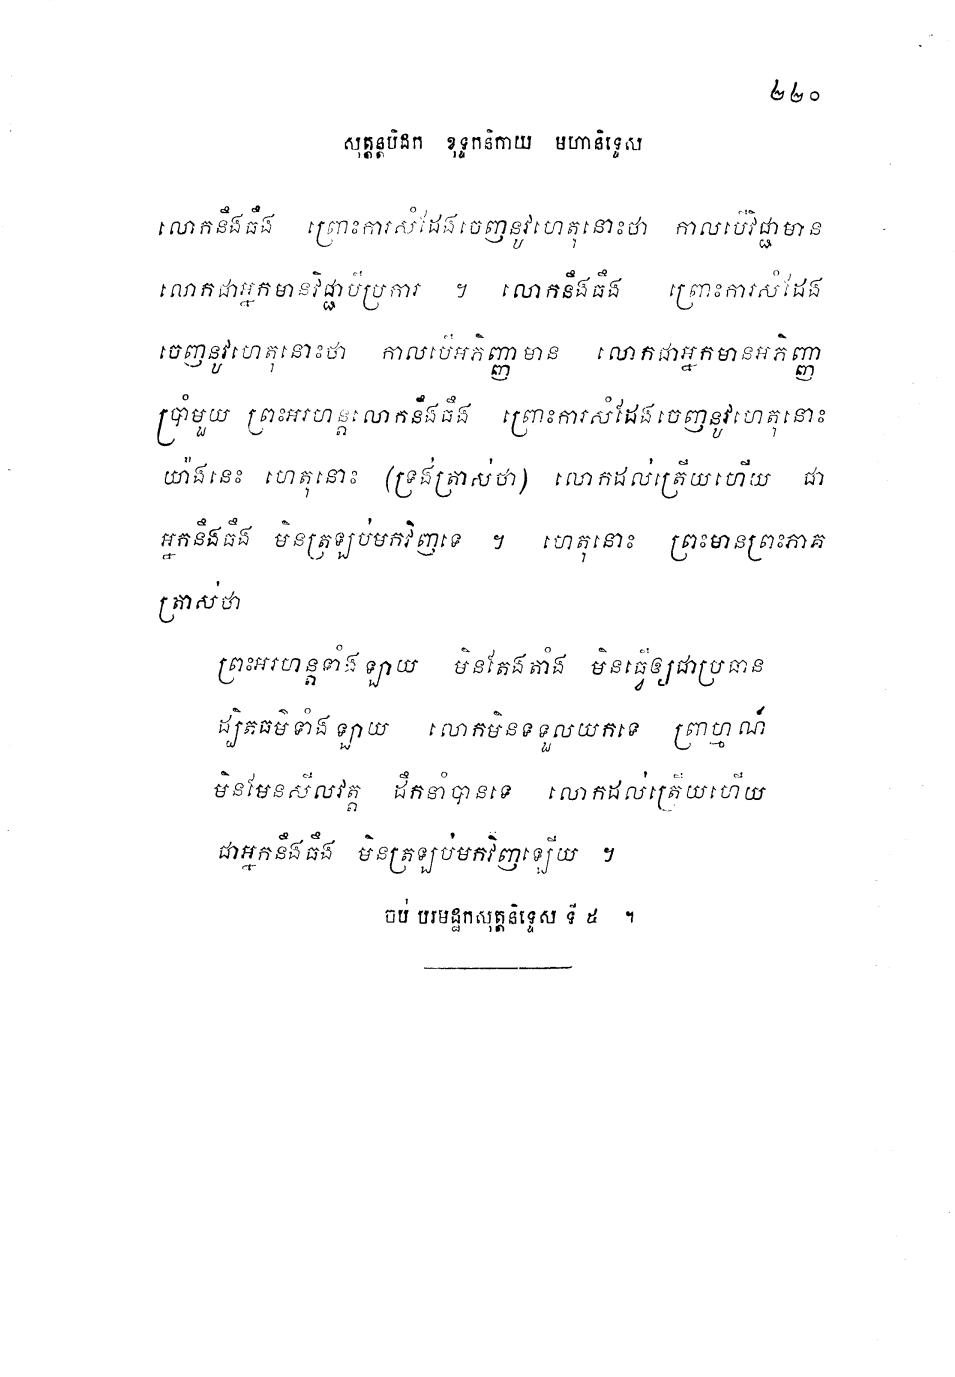 ២២០
សុត្តន្តបិដក ខុទ្ទកនិកាយ មហានិទ្ទេស
លោកនឹងធឹង ព្រោះការសំដែងចេញនូវហេតុនោះថា កាលបើវិជ្ជាមាន
លោកជាអ្នកមានវិជ្ជាបីប្រការ ។ លោកនឹងធឹង ព្រោះការសំដែង
ចេញនូវហេតុនោះថា កាលបើអភិញ្ញាមាន លោកជាអ្នកមានអភិញ្ញា
ប្រាំមួយ ព្រះអរហន្តលោកនឹងធឹង ព្រោះការសំដែងចេញនូវហេតុនោះ
យ៉ាងនេះ ហេតុនោះ (ទ្រង់ត្រាស់ថា) លោកដល់ត្រើយហើយ ជា
អ្នកនឹងធឹង មិនត្រឡប់មកវិញទេ ។ ហេតុនោះ ព្រះមានព្រះភាគ
ត្រាស់ថា
ព្រះអរហន្តទាំងឡាយ មិនតែងតាំង មិនធ្វើឲ្យជាប្រធាន
ដ្បិតធម៌ទាំងឡាយ លោកមិនទទួលយកទេ ព្រាហ្មណ៍
មិនមែនសីលវត្ត ដឹកនាំបានទេ លោកដល់ត្រើយហើយ
ជាអ្នកនឹងធឹង មិនត្រឡប់មកវិញឡើយ ។
ចប់ បរមដ្ឋកសុត្តនិទ្ទេស ទី ៥ ។